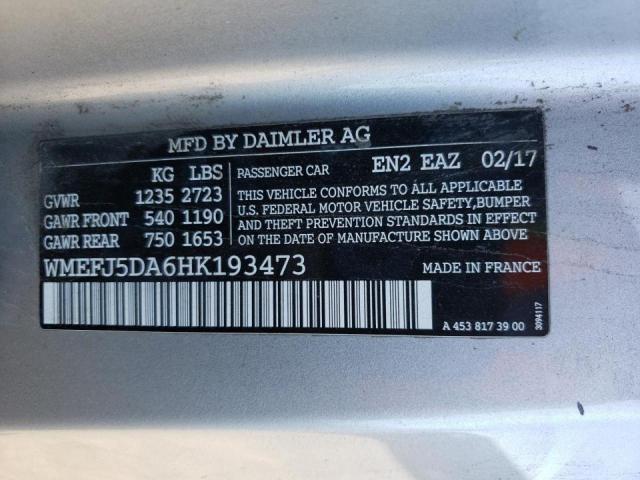 MFD BY DAIMLER AG
KG LBS
GVWR 1235 2723
GAWR FRONT 540 1190
GAWR REAR 750 1653
PASSENGER CAR EN2 EAZ 02/17
THIS VEHICLE CONFORMS TO ALL APPLICABLE
U.S. FEDERAL MOTOR VEHICLE SAFETY,BUMPER
AND THEFT PREVENTION STANDARDS IN EFFECT
ON THE DATE OF MANUFACTURE SHOWN ABOVE.
WMEFJ5DA6HK193473 MADE IN FRANCE
A 453 817 39 00
3094117